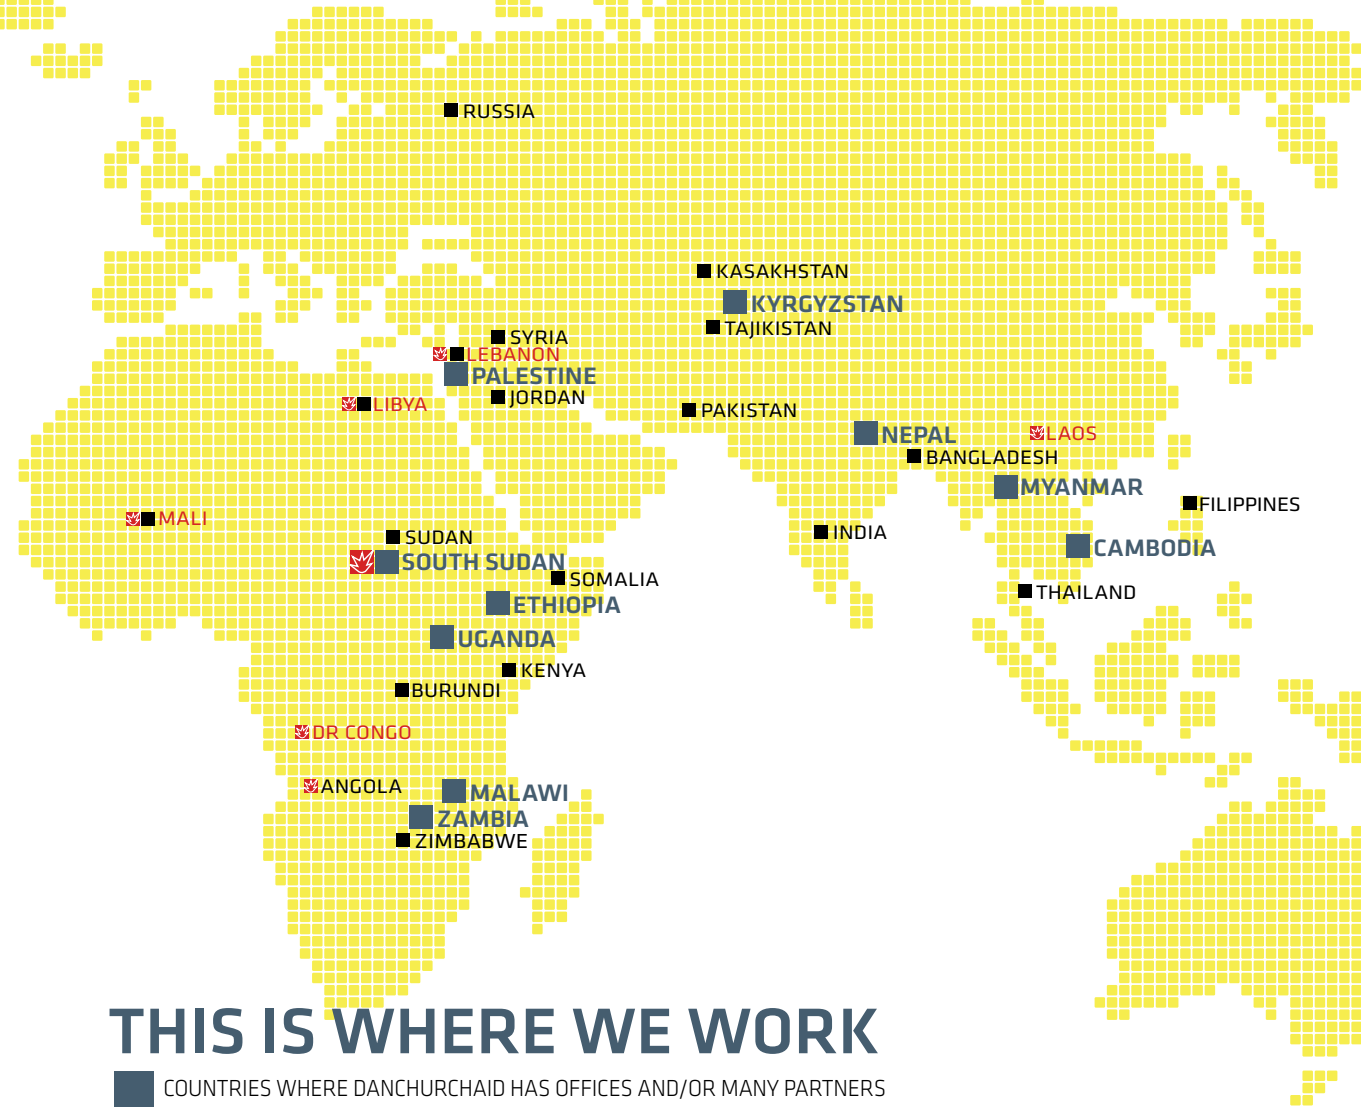 RUSSIA
KASAKHSTAN
KYRGYZSTAN
TAJIKISTAN
SYRIA
LEBANON
PALESTINE
JORDAN
LIBYA
PAKISTAN
NEPAL
LAOS
BANGLADESH
MYANMAR
FILIPPINES
MALI
INDIA
SUDAN
CAMBODIA
SOUTH SUDAN
SOMALIA
THAILAND
ETHIOPIA
UGANDA
KENYA
BURUNDI
DR CONGO
ANGOLA
MALAWI
ZAMBIA
ZIMBABWE
THIS IS WHERE WE WORK
COUNTRIES WHERE DANCHURCHAID HAS OFFICES AND/OR MANY PARTNERS